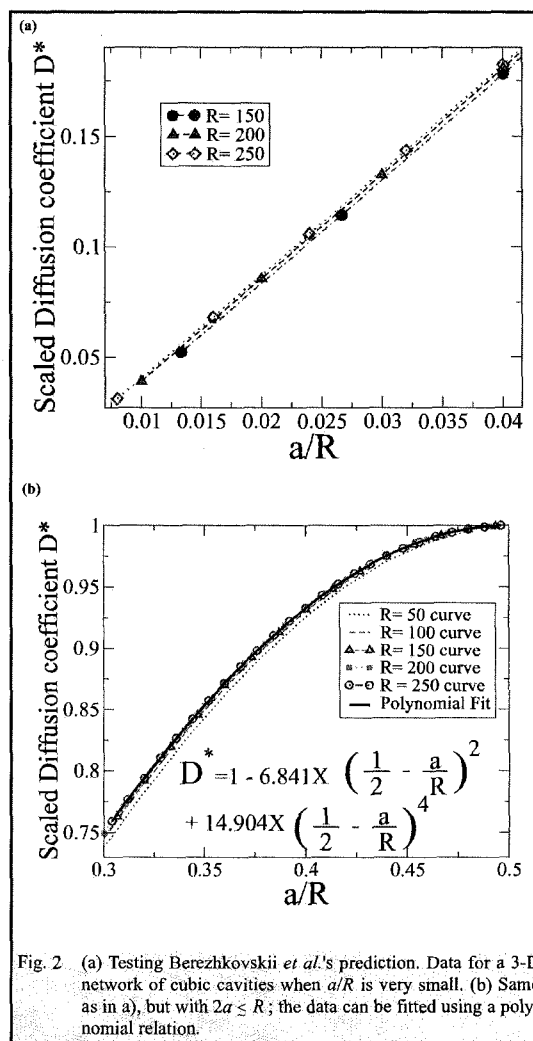 (a)
Scaled Diffusion coefficient D*
0.15
0.1
0.05
R= 150
R= 200
R= 250
0.01 0.015 0.02 0.025 0.03 0.035 0.04
a/R
(b)
Scaled Diffusion coefficient D*
1
0.95
0.9
0.85
0.8
0.75
R= 50 curve
R= 100 curve
R= 150 curve
R= 200 curve
R = 250 curve
Polynomial Fit
D* =1 - 6.841X ( 1/2 - a/R )^2
+ 14.904X ( 1/2 - a/R )^4
0.3 0.35 0.4 0.45 0.5
a/R
Fig. 2 (a) Testing Berezhkovskii et al.'s prediction. Data for a 3-D
network of cubic cavities when a/R is very small. (b) Same
as in a), but with 2a ≤ R ; the data can be fitted using a poly-
nomial relation.